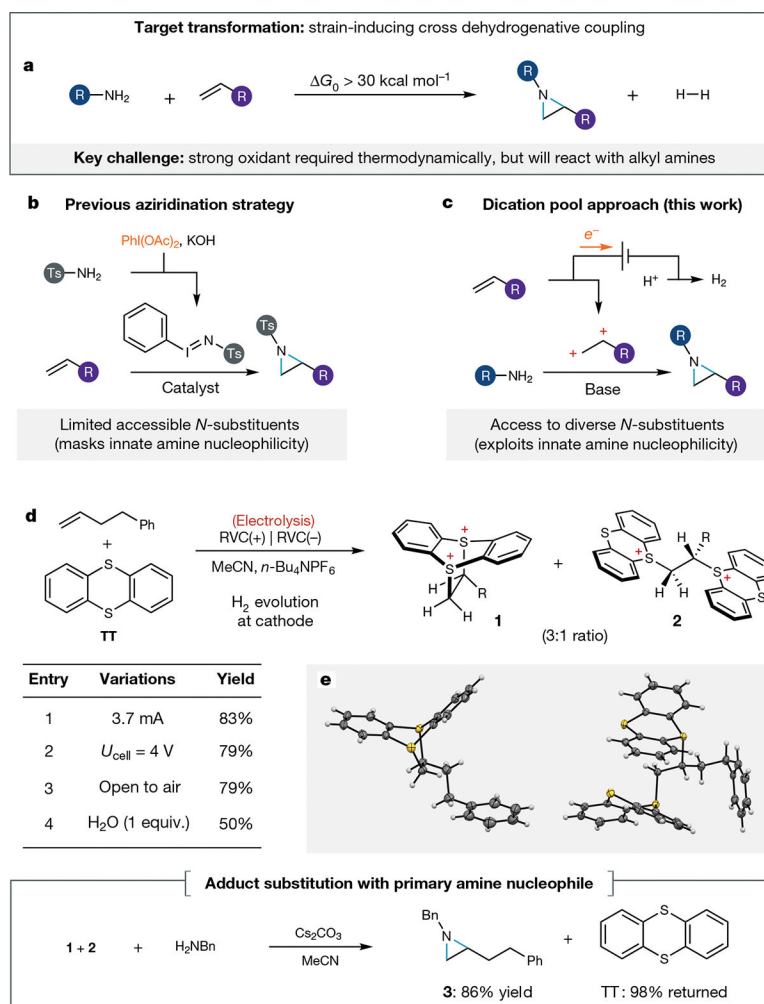 Target transformation: strain-inducing cross dehydrogenative coupling
a
R NH₂ + R ΔG₀ > 30 kcal mol⁻¹ R N R + H–H
Key challenge: strong oxidant required thermodynamically, but will react with alkyl amines
b Previous aziridination strategy
PhI(OAc)₂, KOH
Ts NH₂
I N Ts
Ts N R
R
Catalyst
Limited accessible N-substituents
(masks innate amine nucleophilicity)
c Dication pool approach (this work)
e⁻
R
H⁺ H₂
+ + R
R NH₂
Base
R N R
Access to diverse N-substituents
(exploits innate amine nucleophilicity)
d
Ph
+
S
S
TT
(Electrolysis)
RVC(+) | RVC(–)
MeCN, n-Bu₄NPF₆
H₂ evolution
at cathode
+ S
+ S
H R
H H
1
+
(3:1 ratio)
S R
S +
H H H
S +
S
2
Entry Variations Yield
1 3.7 mA 83%
2 U_cell = 4 V 79%
3 Open to air 79%
4 H₂O (1 equiv.) 50%
e
Adduct substitution with primary amine nucleophile
1 + 2 + H₂NBn
Cs₂CO₃
MeCN
Bn
N
Ph
+
S
S
3: 86% yield TT: 98% returned